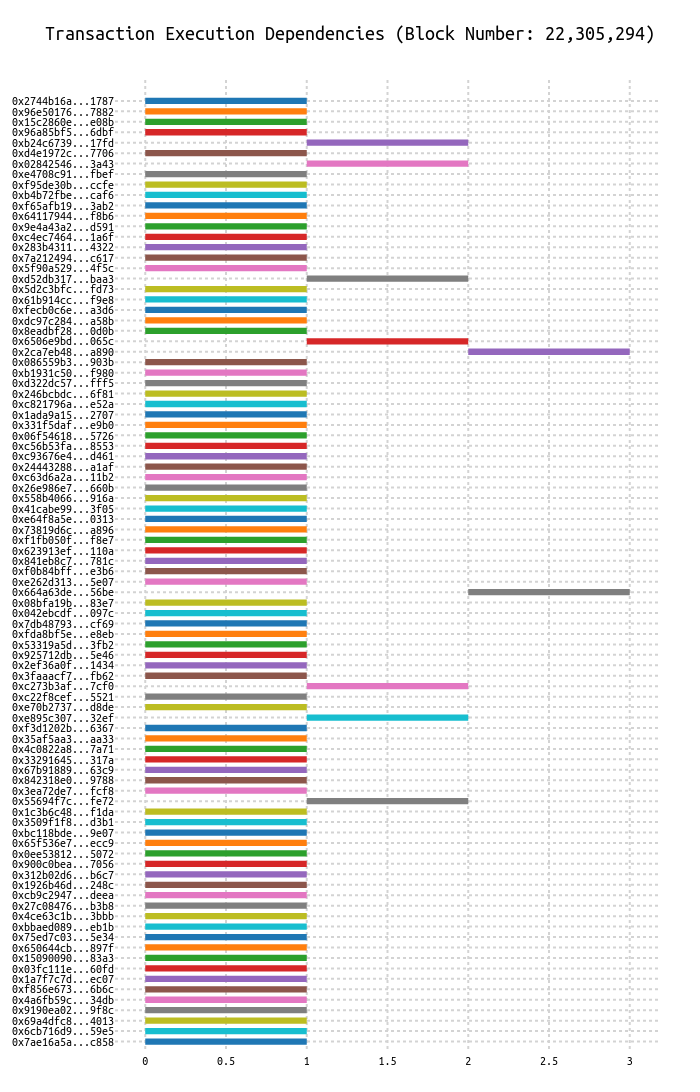 Transaction Execution Dependencies (Block Number: 22,305,294)
0x2744b16a...1787
0x96e50176...7882
0x15c2860e...e08b
0x96a85bf5...6dbf
0xb24c6739...17fd
0xd4e1972c...7706
0x02842546...3a43
0xe4708c91...fbef
0xf95de30b...ccfe
0xb4b72fbe...caf6
0xf65afb19...3ab2
0x64117944...f8b6
0x9e4a43a2...d591
0xc4ec7464...1a6f
0x283b4311...4322
0x7a212494...c617
0x5f90a529...4f5c
0xd52db317...baa3
0x5d2c3bfc...fd73
0x61b914cc...f9e8
0xfecb0c6e...a3d6
0xdc97c284...a58b
0x8eadbf28...0d0b
0x6506e9bd...065c
0x2ca7eb48...a890
0x086559b3...903b
0xb1931c50...f980
0xd322dc57...fff5
0x246bcbdc...6f81
0xc821796a...e52a
0x1ada9a15...2707
0x331f5daf...e9b0
0x06f54618...5726
0xc56b53fa...8553
0xc93676e4...d461
0x24443288...a1af
0xc63d6a2a...11b2
0x26e986e7...660b
0x558b4066...916a
0x41cabe99...3f05
0xe64f8a5e...0313
0x73819d6c...a896
0xf1fb050f...f8e7
0x623913ef...110a
0x841eb8c7...781c
0xf0b84bff...e3b6
0xe262d313...5e07
0x664a63de...56be
0x08bfa19b...83e7
0x042ebcdf...097c
0x7db48793...cf69
0xfda8bf5e...e8eb
0x53319a5d...3fb2
0x925712db...5e46
0x2ef36a0f...1434
0x3faaacf7...fb62
0xc273b3af...7cf0
0xc22f8cef...5521
0xe70b2737...d8de
0xe895c307...32ef
0xf3d1202b...6367
0x35af5aa3...aa33
0x4c0822a8...7a71
0x33291645...317a
0x67b91889...63c9
0x842318e0...9788
0x3ea72de7...fcf8
0x55694f7c...fe72
0x1c3b6c48...f1da
0x3509f1f8...d3b1
0xbc118bde...9e07
0x65f536e7...ecc9
0x0ee53812...5072
0x900c0bea...7056
0x312b02d6...b6c7
0x1926b46d...248c
0xcb9c2947...deea
0x27c08476...b3b8
0x4ce63c1b...3bbb
0xbbaed089...eb1b
0x75ed7c03...5e34
0x650644cb...897f
0x15090090...83a3
0x03fc111e...60fd
0x1a7f7c7d...ec07
0xf856e673...6b6c
0x4a6fb59c...34db
0x9190ea02...9f8c
0x69a4dfc8...4013
0x6cb716d9...59e5
0x7ae16a5a...c858
0 0.5 1 1.5 2 2.5 3